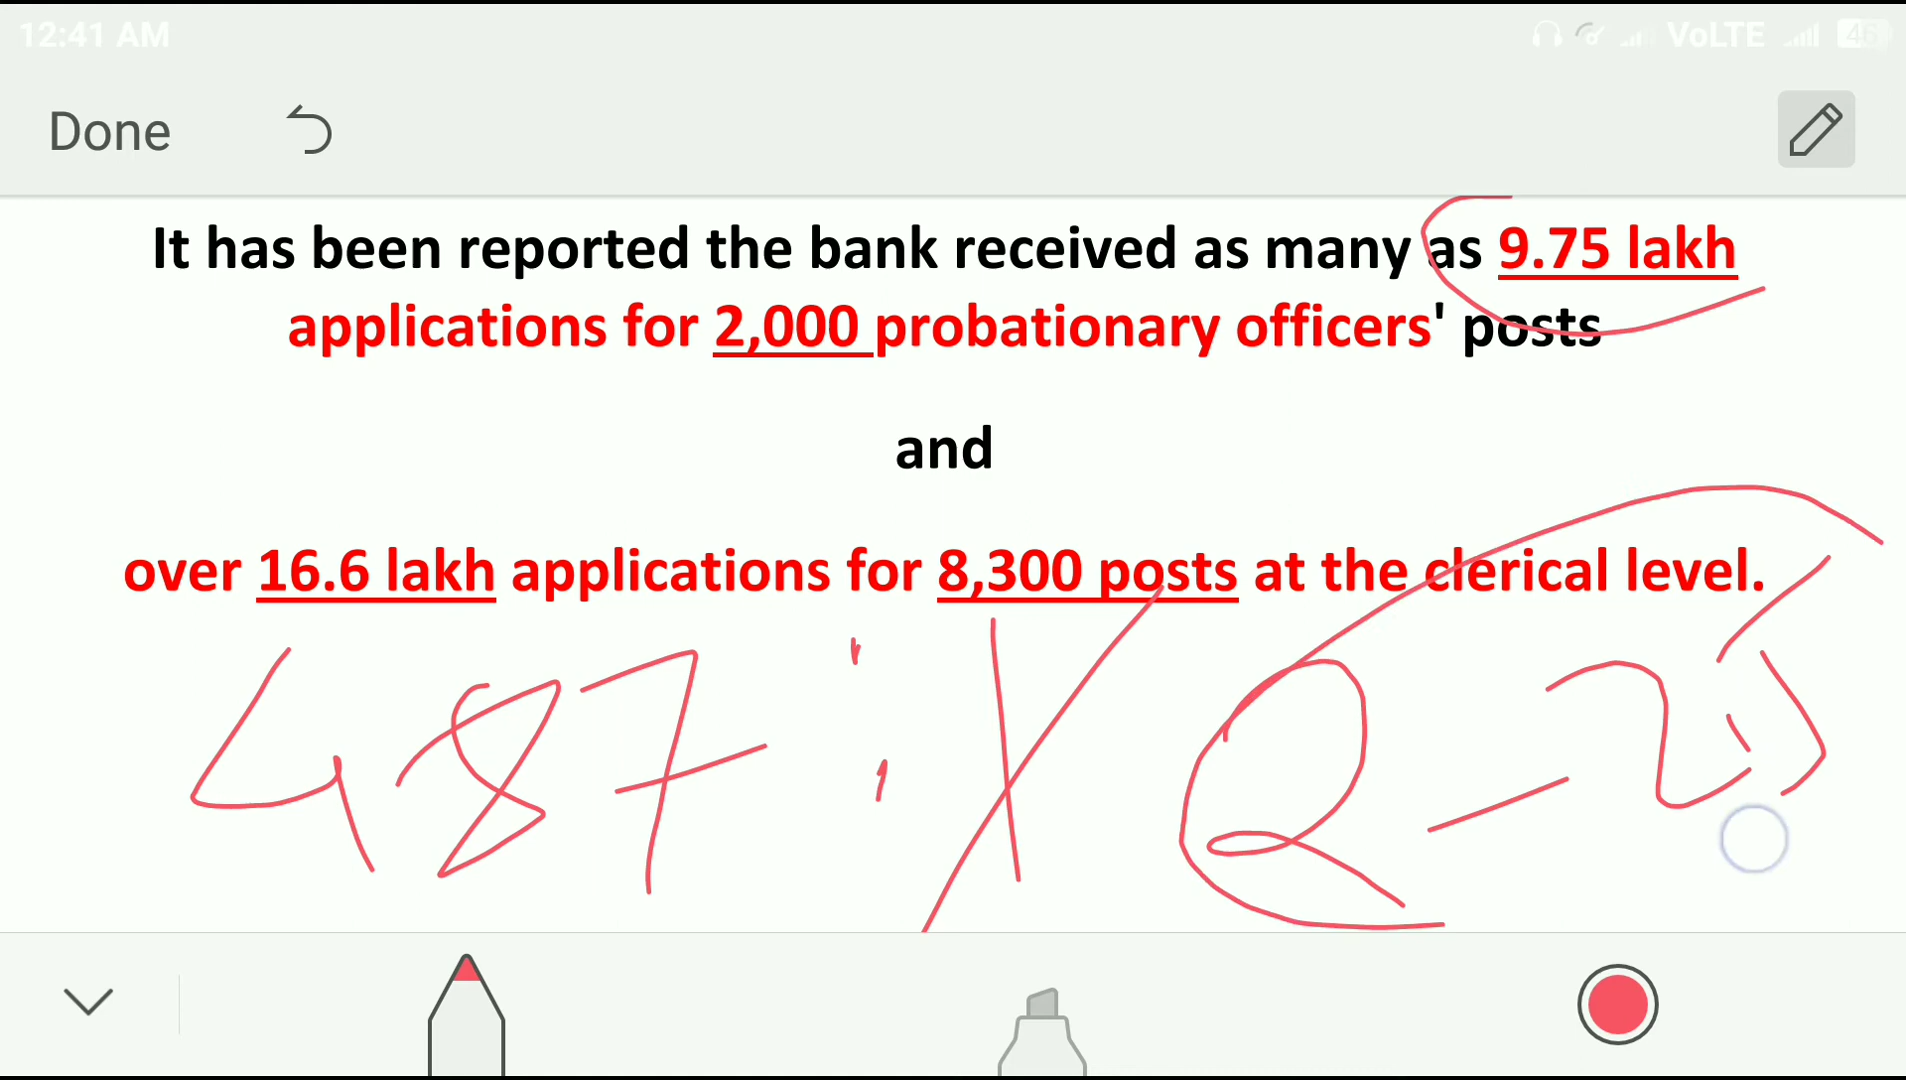 12:41 AM VoLTE 46
Done
It has been reported the bank received as many as 9.75 lakh
applications for 2,000 probationary officers' posts
and
over 16.6 lakh applications for 8,300 posts at the clerical level.
487 : 1